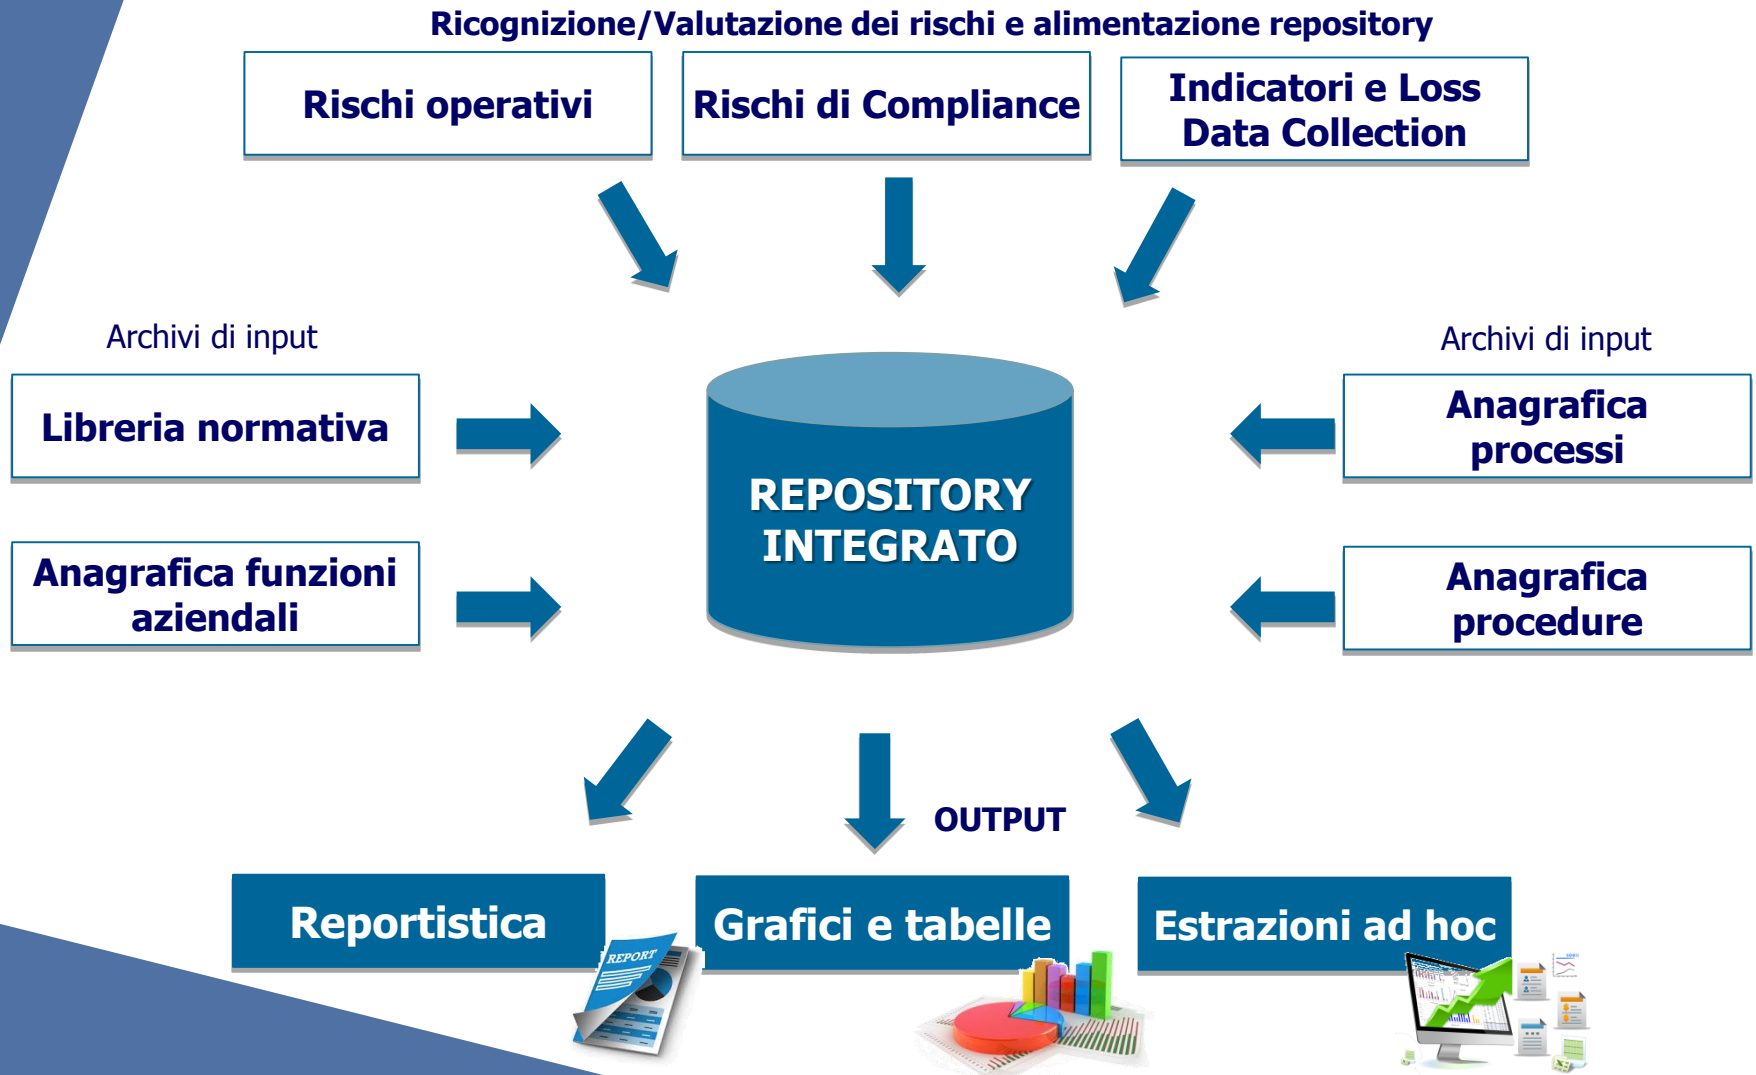 Ricognizione/Valutazione dei rischi e alimentazione repository
Rischi operativi
Rischi di Compliance
Indicatori e Loss
Data Collection
Archivi di input
Archivi di input
Libreria normativa
Anagrafica
processi
REPOSITORY
INTEGRATO
Anagrafica funzioni
aziendali
Anagrafica
procedure
OUTPUT
Reportistica
Grafici e tabelle
Estrazioni ad hoc
REPORT